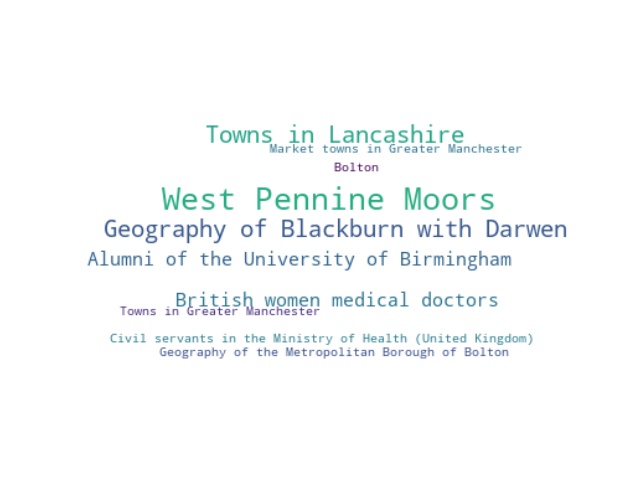 Towns in Lancashire
Market towns in Greater Manchester
Bolton
West Pennine Moors
Geography of Blackburn with Darwen
Alumni of the University of Birmingham
British women medical doctors
Towns in Greater Manchester
Civil servants in the Ministry of Health (United Kingdom)
Geography of the Metropolitan Borough of Bolton